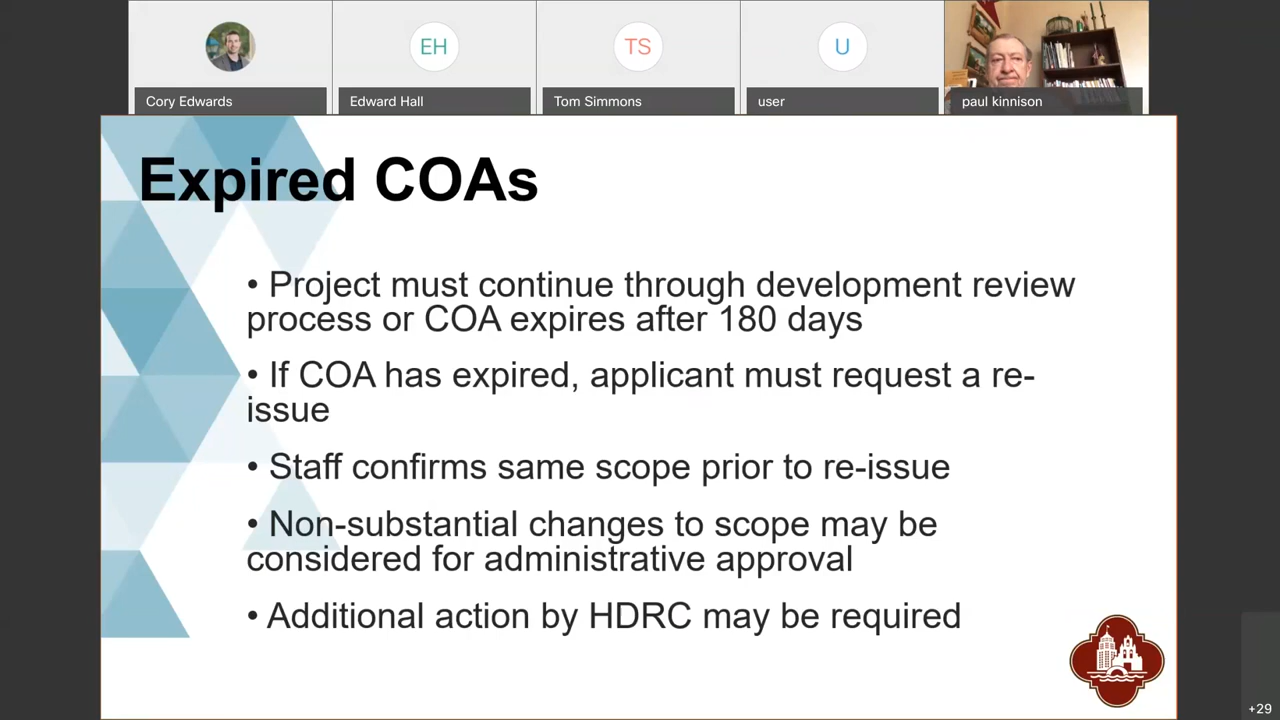 EH
TS
U
Cory Edwards
Edward Hall
Tom Simmons
user
paul kinnison
Expired COAs
• Project must continue through development review
process or COA expires after 180 days
• If COA has expired, applicant must request a re-
issue
• Staff confirms same scope prior to re-issue
• Non-substantial changes to scope may be
considered for administrative approval
• Additional action by HDRC may be required
+29